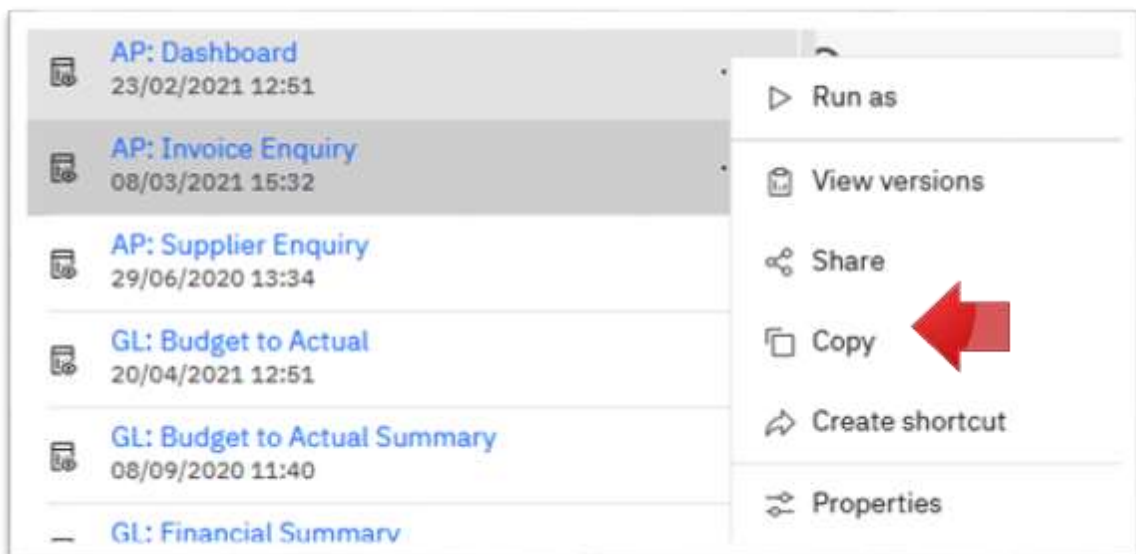 AP: Dashboard
23/02/2021 12:51
AP: Invoice Enquiry
08/03/2021 15:32
AP: Supplier Enquiry
29/06/2020 13:34
GL: Budget to Actual
20/04/2021 12:51
GL: Budget to Actual Summary
08/09/2020 11:40
GL: Financial Summary
Run as
View versions
Share
Copy
Create shortcut
Properties